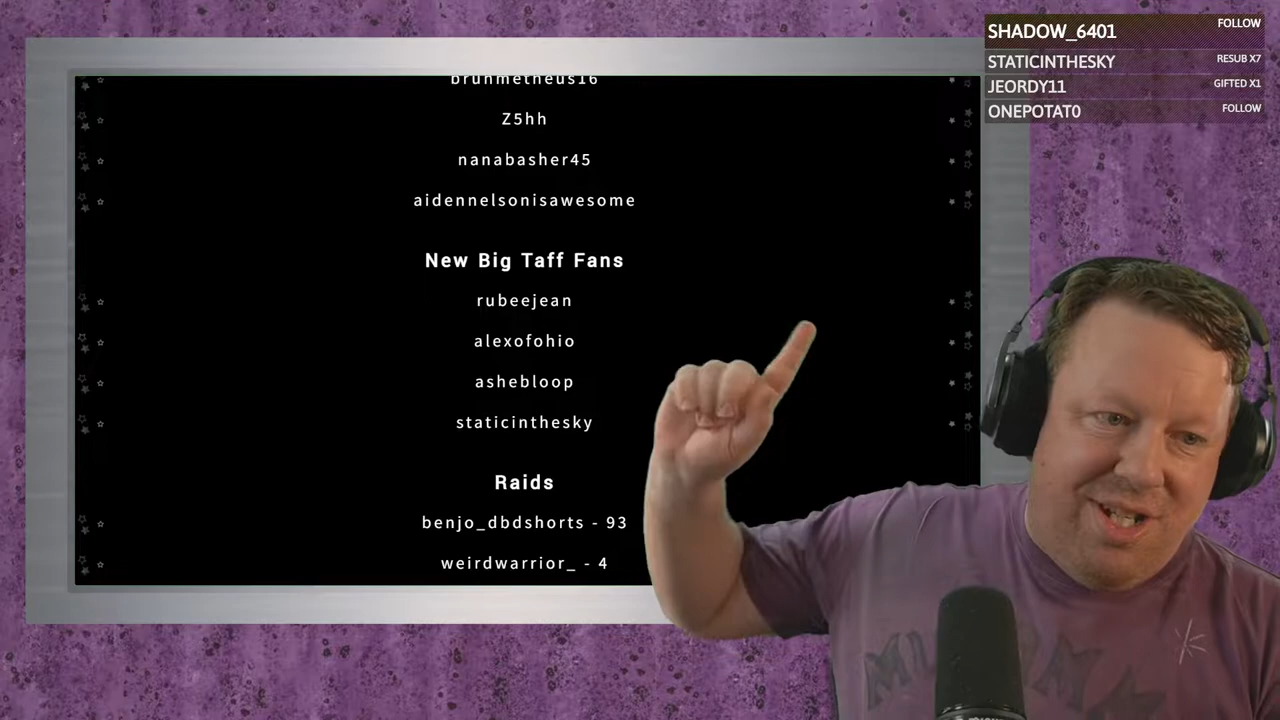 bruhmetheus16
Z5hh
nanabasher45
aidennelsonisawesome
New Big Taff Fans
rubeejean
alexofohio
ashebloop
staticinthesky
Raids
benjo_dbdshorts - 93
weirdwarrior_ - 4
SHADOW_6401 FOLLOW
STATICINTHESKY RESUB X7
JEORDY11 GIFTED X1
ONEPOTAT0 FOLLOW